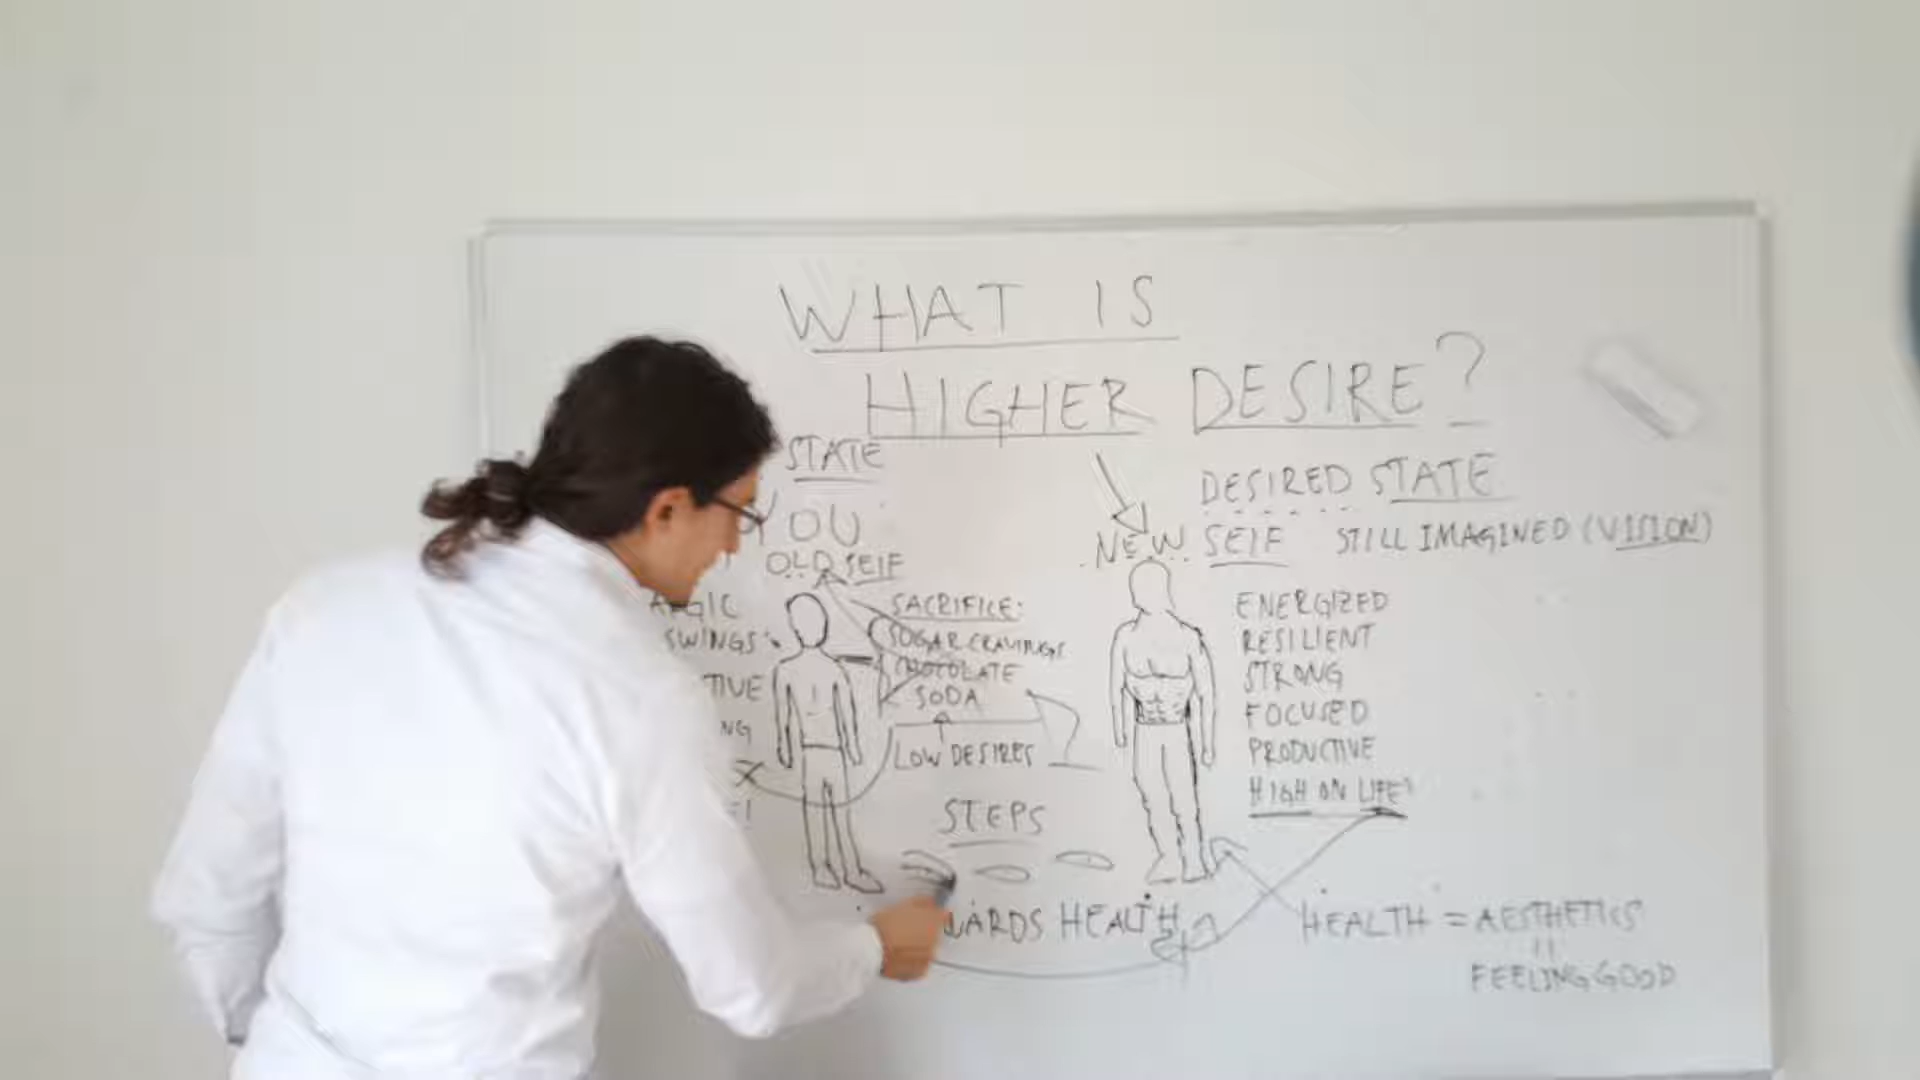 WHAT IS
HIGHER DESIRE?
STATE
YOU
OLD SELF
SWINGS
SACRIFICE:
SUGAR CRAVINGS
CHOCOLATE
SODA
LOW DESIRES
STEPS
WARDS HEALTH
DESIRED STATE
NEW SELF STILL IMAGINED (VISION)
ENERGIZED
RESILIENT
STRONG
FOCUSED
PRODUCTIVE
HIGH ON LIFE
HEALTH = AESTHETICS
=
FEELING GOOD